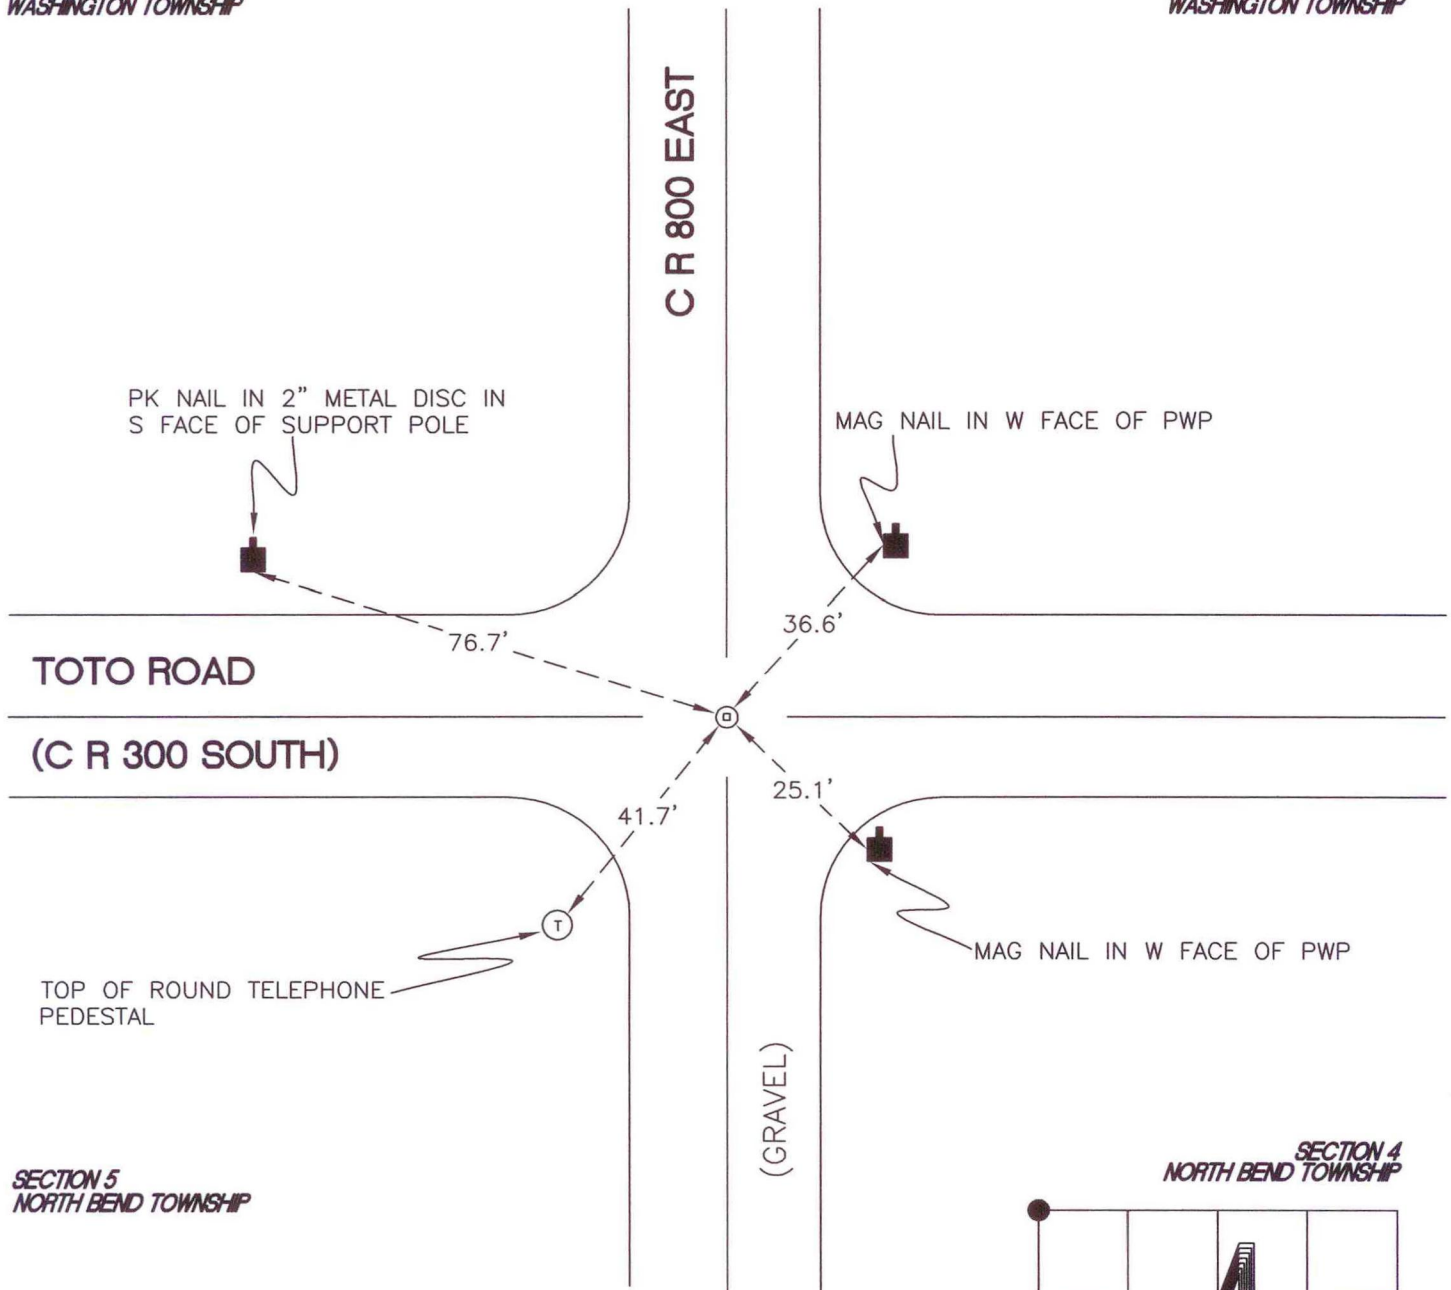 WASHINGTON TOWNSHIP
WASHINGTON TOWNSHIP
C R 800 EAST
PK NAIL IN 2" METAL DISC IN
S FACE OF SUPPORT POLE
MAG NAIL IN W FACE OF PWP
36.6'
76.7'
TOTO ROAD
(C R 300 SOUTH)
25.1'
41.7'
T
MAG NAIL IN W FACE OF PWP
TOP OF ROUND TELEPHONE
PEDESTAL
(GRAVEL)
SECTION 5
NORTH BEND TOWNSHIP
SECTION 4
NORTH BEND TOWNSHIP